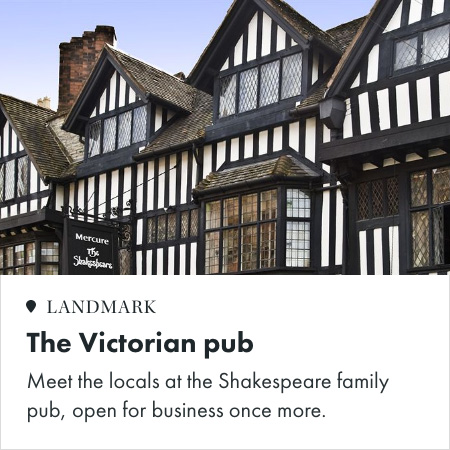 Mercure
The
Shakespeare
LANDMARK
The Victorian pub
Meet the locals at the Shakespeare family
pub, open for business once more.